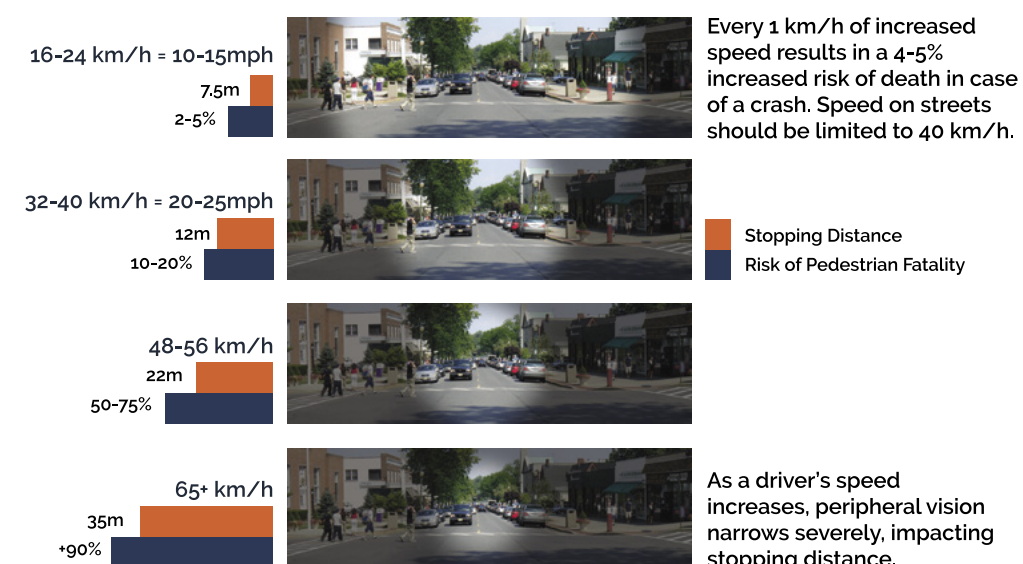 16-24 km/h = 10-15mph
7.5m
2-5%
Every 1 km/h of increased
speed results in a 4-5%
increased risk of death in case
of a crash. Speed on streets
should be limited to 40 km/h.
32-40 km/h = 20-25mph
12m
10-20%
Stopping Distance
Risk of Pedestrian Fatality
48-56 km/h
22m
50-75%
65+ km/h
35m
+90%
As a driver's speed
increases, peripheral vision
narrows severely, impacting
stopping distance.